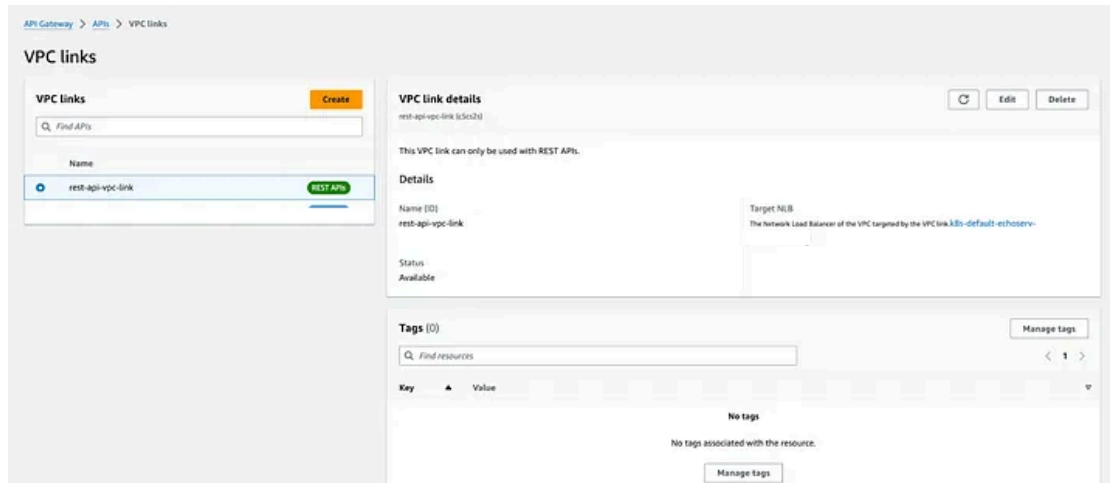 API Gateway > APIs > VPC links
VPC links
VPC links
Create
Find APIs
Name
rest-api-vpc-link
REST APIs
VPC link details
rest-api-vpc-link
Edit
Delete
This VPC link can only be used with REST APIs.
Details
Name (ID)
rest-api-vpc-link
Target NLB
The Network Load Balancer of the VPC targeted by the VPC link.k8s-default-echoserv-
Status
Available
Tags (0)
Manage tags
Find resources
< 1 >
Key
Value
No tags
No tags associated with the resource.
Manage tags